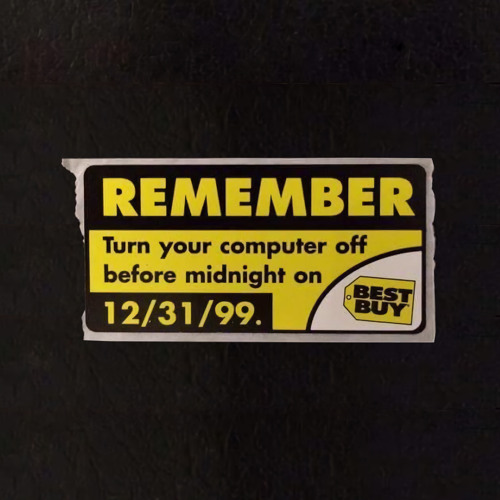 REMEMBER
Turn your computer off
before midnight on
12/31/99.
BEST
BUY